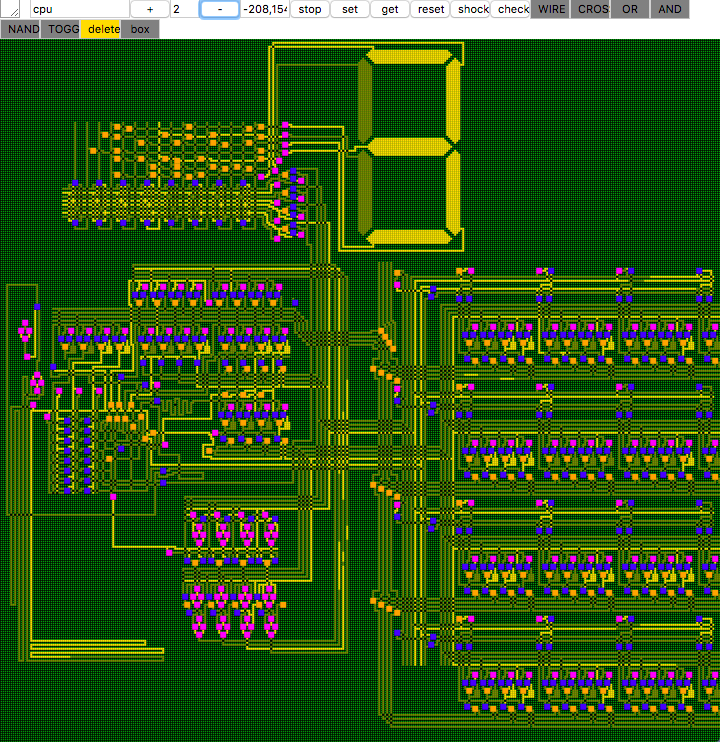 cpu + 2 - -208,154 stop set get reset shock check WIRE CROS OR AND
NAND TOGG delete box